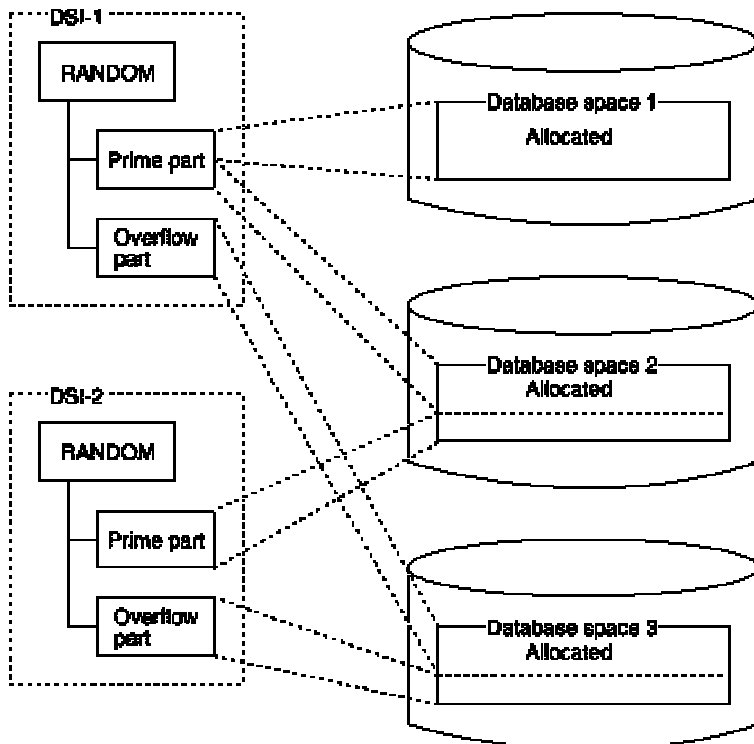 DSI-1
RANDOM
Prime part
Overflow
part
DSI-2
RANDOM
Prime part
Overflow
part
Database space 1
Allocated
Database space 2
Allocated
Database space 3
Allocated